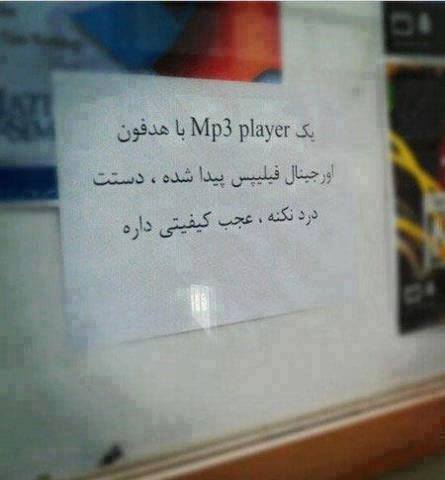 یک Mp3 player با هدفون
اورجینال فیلیپس پیدا شده ، دستت
درد نکنه ، عجب کیفیتی داره